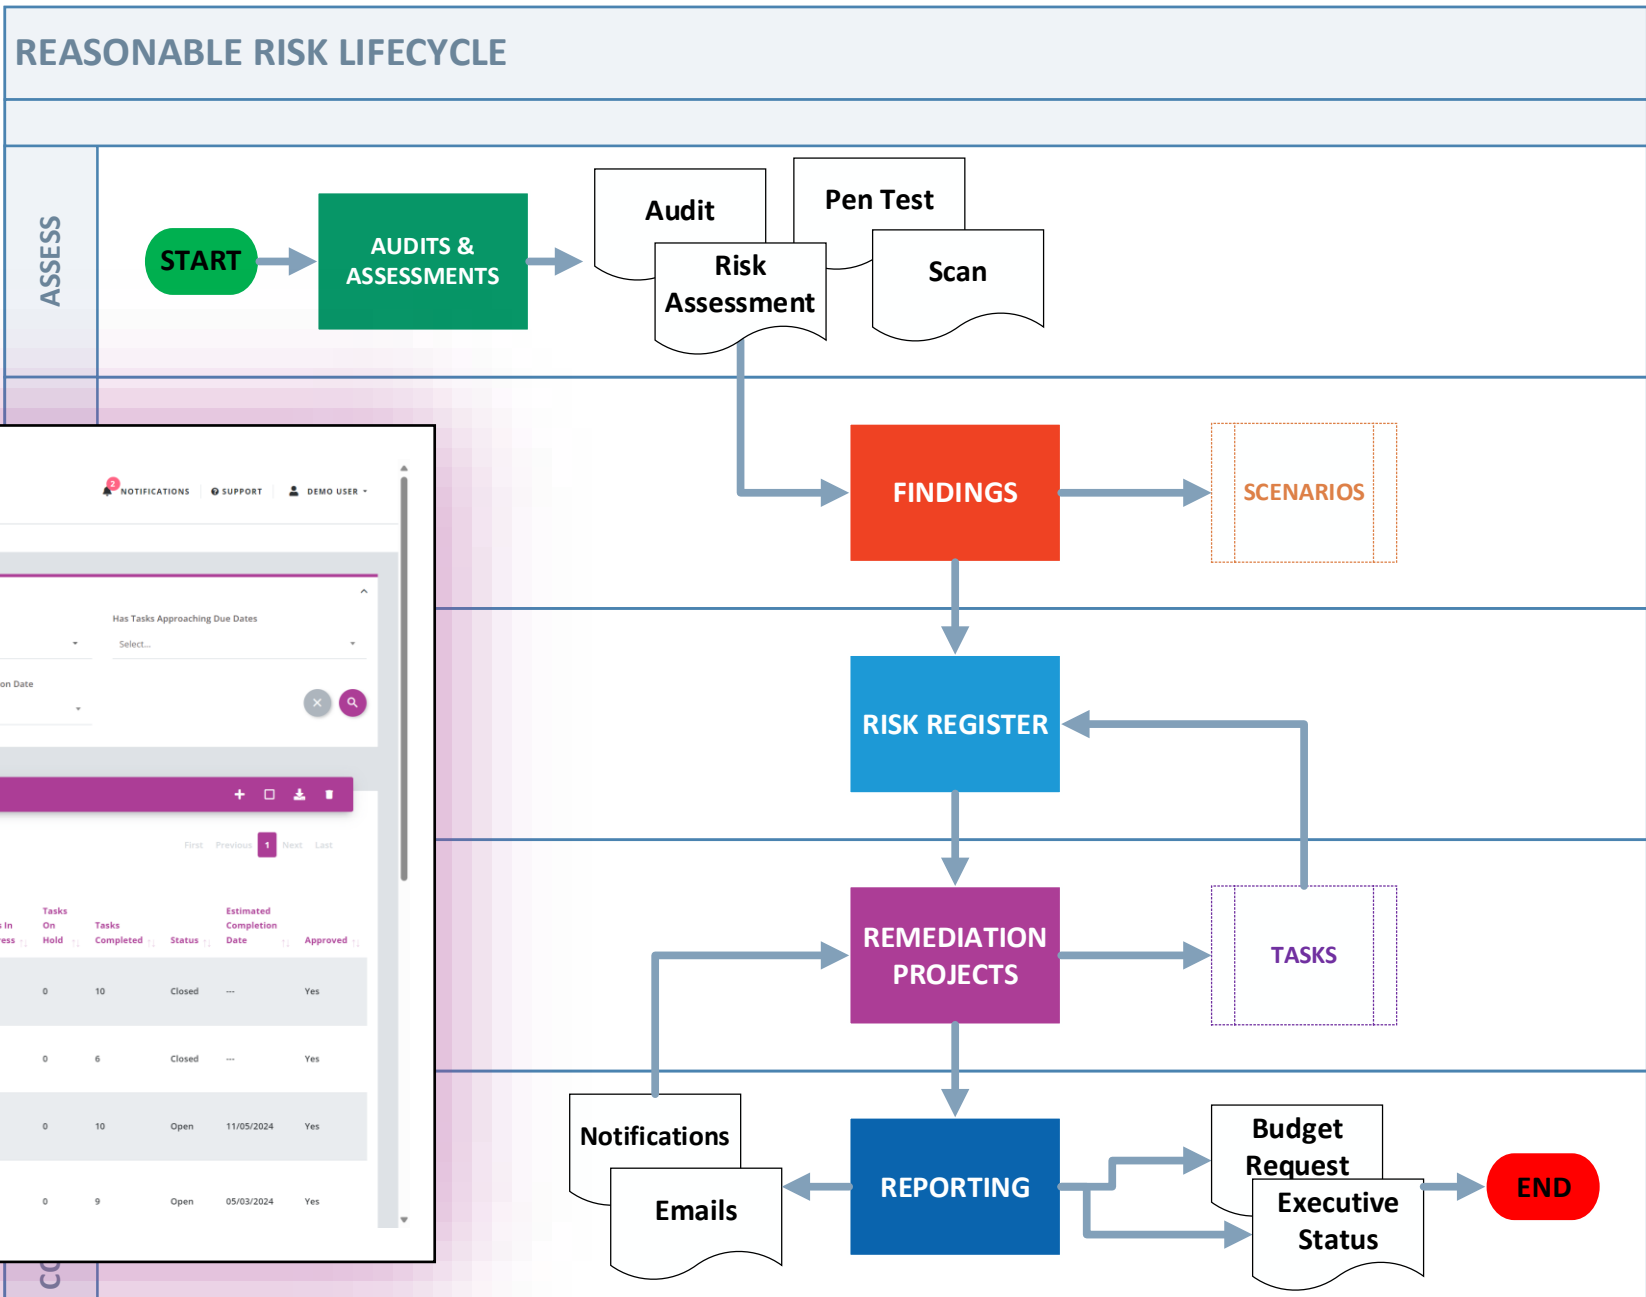 REASONABLE RISK LIFECYCLE
ASSESS
START
AUDITS &
ASSESSMENTS
Audit
Pen Test
Risk
Assessment
Scan
FINDINGS
SCENARIOS
2
NOTIFICATIONS
SUPPORT
DEMO USER
Has Tasks Approaching Due Dates
Select...
on Date
RISK REGISTER
First Previous 1 Next Last
Tasks
On
Hold
Tasks
Completed
Status
Estimated
Completion
Date
Approved
0 10 Closed --- Yes
0 6 Closed --- Yes
0 10 Open 11/05/2024 Yes
0 9 Open 05/03/2024 Yes
REMEDIATION
PROJECTS
TASKS
Notifications
Emails
REPORTING
Budget
Request
Executive
Status
END